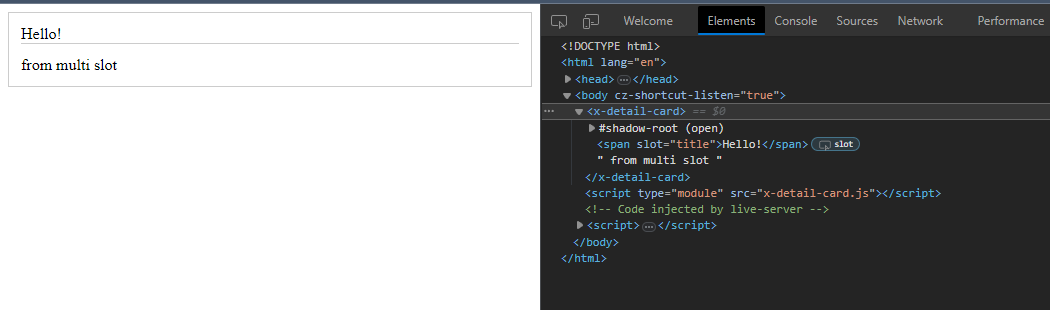 Hello!
from multi slot
Welcome Elements Console Sources Network Performance
<!DOCTYPE html>
<html lang="en">
<head>…</head>
<body cz-shortcut-listen="true">
… <x-detail-card> == $0
#shadow-root (open)
<span slot="title">Hello!</span> slot
" from multi slot "
</x-detail-card>
<script type="module" src="x-detail-card.js"></script>
<!-- Code injected by live-server -->
<script>…</script>
</body>
</html>